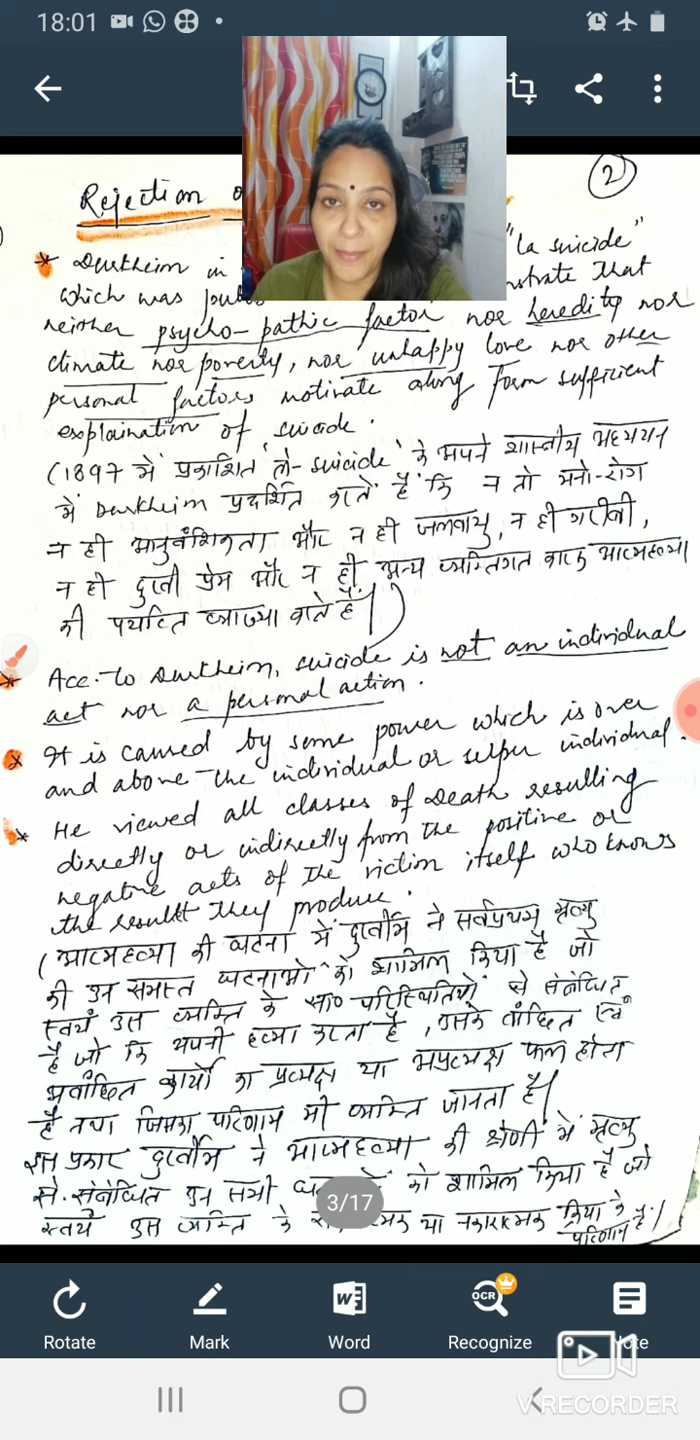 18:01
Rejection
2
* Durkheim in "la suicide"
which was that
neither psycho-pathic factor nor heredity nor
climate nor poverty, nor unhappy love nor other
personal factors motivate along form sufficient
explaination of suicide.
(1897 में प्रकाशित 'ले-suicide' के अपने शास्त्रीय अध्ययन
में Durkheim प्रदर्शित करते हैं कि न तो मनो-रोग
न ही आनुवंशिकता और न ही जलवायु, न ही गरीबी,
न ही दुखी प्रेम और न ही अन्य व्यक्तिगत कारक आत्महत्या
की पर्याप्त व्याख्या वाते हैं।)
* Acc. to Durkheim, suicide is not an individual
act nor a personal action.
* It is caused by some power which is over
and above the individual or super individual.
* He viewed all classes of Death resulting
directly or indirectly from the positive or
negative acts of the victim itself who knows
the result they produce.
(आत्महत्या की घटना में दुर्खीम ने सर्वप्रथम मृत्यु
की उन समस्त घटनाओं को शामिल किया है जो
स्वयं उस व्यक्ति के साथ परिस्थितियों से संबंधित
है जो कि अपनी हत्या करता है, उसके वांछित एवं
अवांछित कार्यों का प्रत्यक्ष या अप्रत्यक्ष फल होता
है तथा जिसका परिणाम भी व्यक्ति जानता है।
इस प्रकार दुर्खीम ने आत्महत्या की श्रेणी में मृत्यु
से संबंधित उन सभी को शामिल किया है जो
स्वयं उस व्यक्ति के या नकारात्मक क्रिया के
परिणाम है।)
3/17
Rotate
Mark
Word
Recognize
OCR
W
V RECORDER